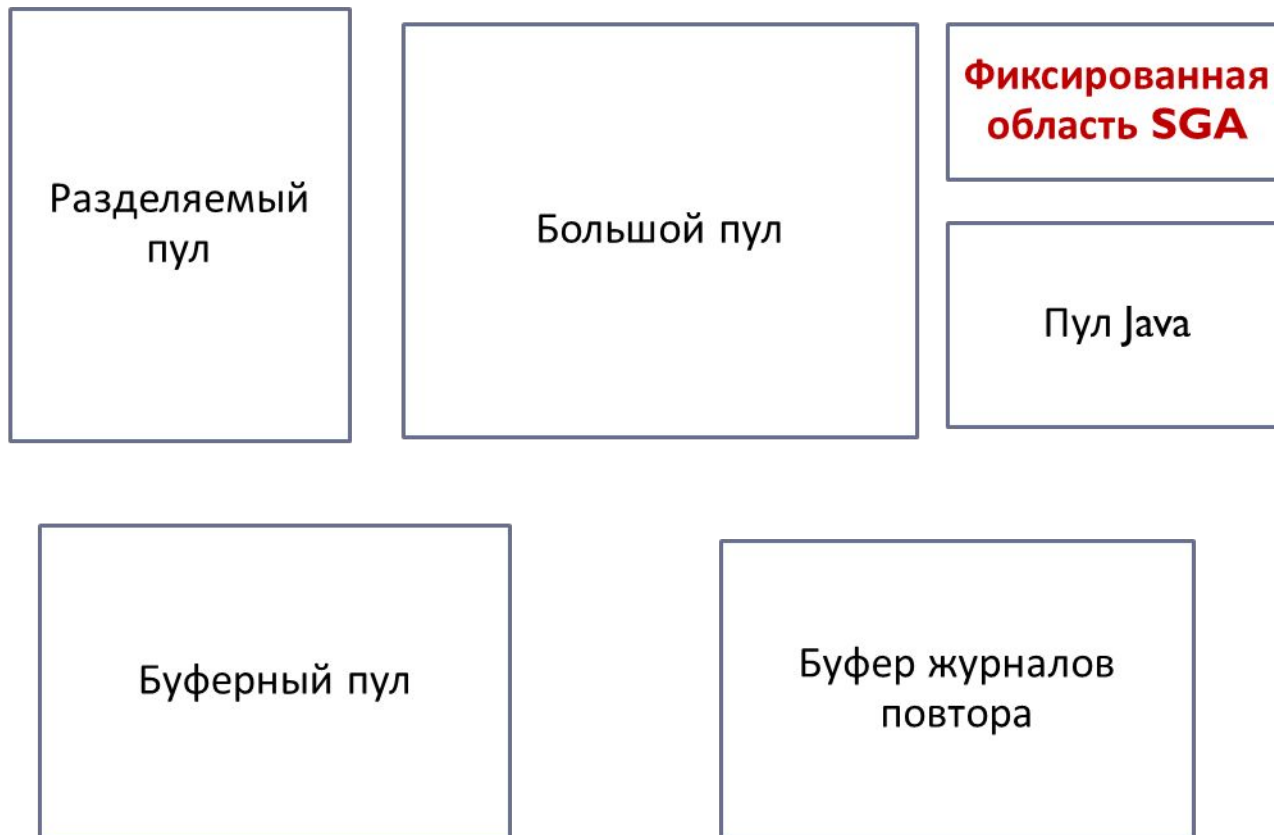 Разделяемый
пул
Большой пул
Фиксированная
область SGA
Пул Java
Буферный пул
Буфер журналов
повтора